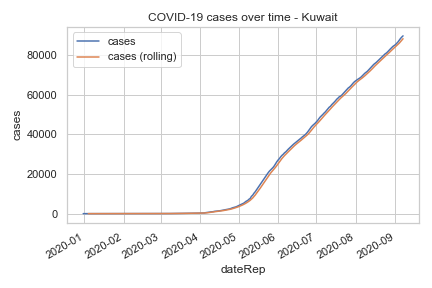 COVID-19 cases over time - Kuwait
cases
cases (rolling)
80000
60000
40000
20000
0
cases
2020-01
2020-02
2020-03
2020-04
2020-05
2020-06
2020-07
2020-08
2020-09
dateRep